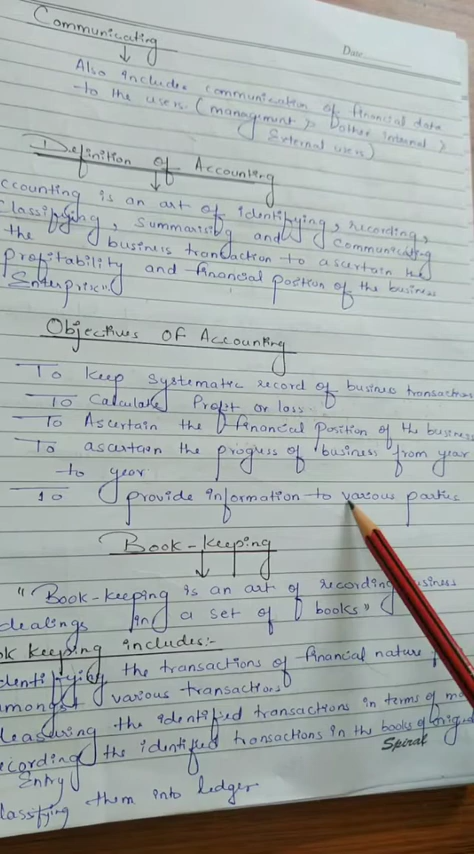 Communicating
Date
Also includes communication of financial data
to the users. (management & other internal &
External users)
Definition of Accounting
ccounting is an art of identifying, recording,
classifying, summarising and communicating
the business transaction to ascertain the
profitability and financial position of the business
Enterprise"
Objectives of Accounting
To keep systematic record of business transactions
To Calculate Profit or loss.
To Ascertain the financial position of the business
To ascertain the progress of business from year
to year
To provide information to various parties
Book-keeping
"Book-keeping is an art of recording business
dealings in a set of books"
ok keeping includes:-
dentifying the transactions of financial nature
amongst various transactions
easuring the identified transactions in terms of
ecording the identified transactions in the books of
Spiral
Entry
lassifying them into ledger